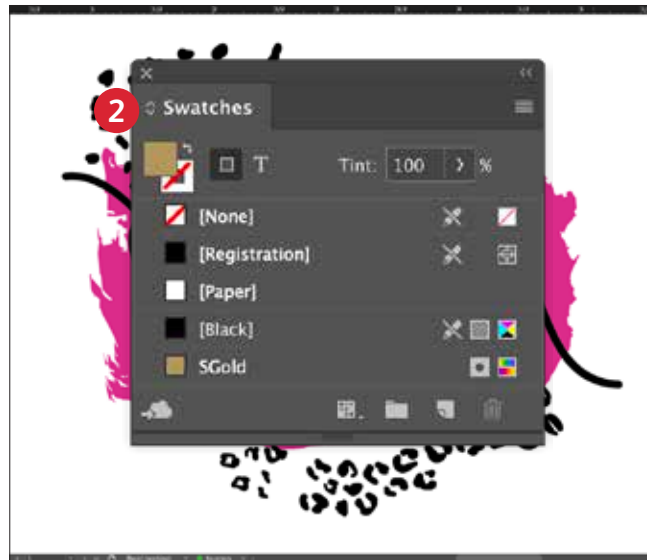 2
Swatches
T Tint: 100 %
[None]
[Registration]
[Paper]
[Black]
SGold